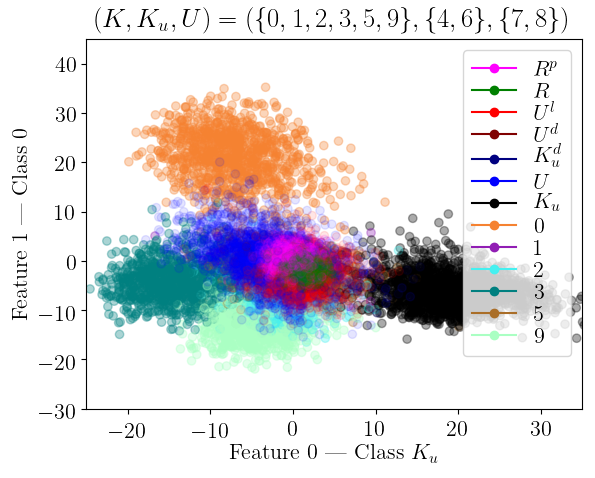 (K, K_u, U) = ({0, 1, 2, 3, 5, 9}, {4, 6}, {7, 8})
Feature 1 — Class 0
40
30
20
10
0
−10
−20
−30
−20
−10
0
10
20
30
Feature 0 — Class K_u
R^p
R
U^l
U^d
K_u^d
U
K_u
0
1
2
3
5
9